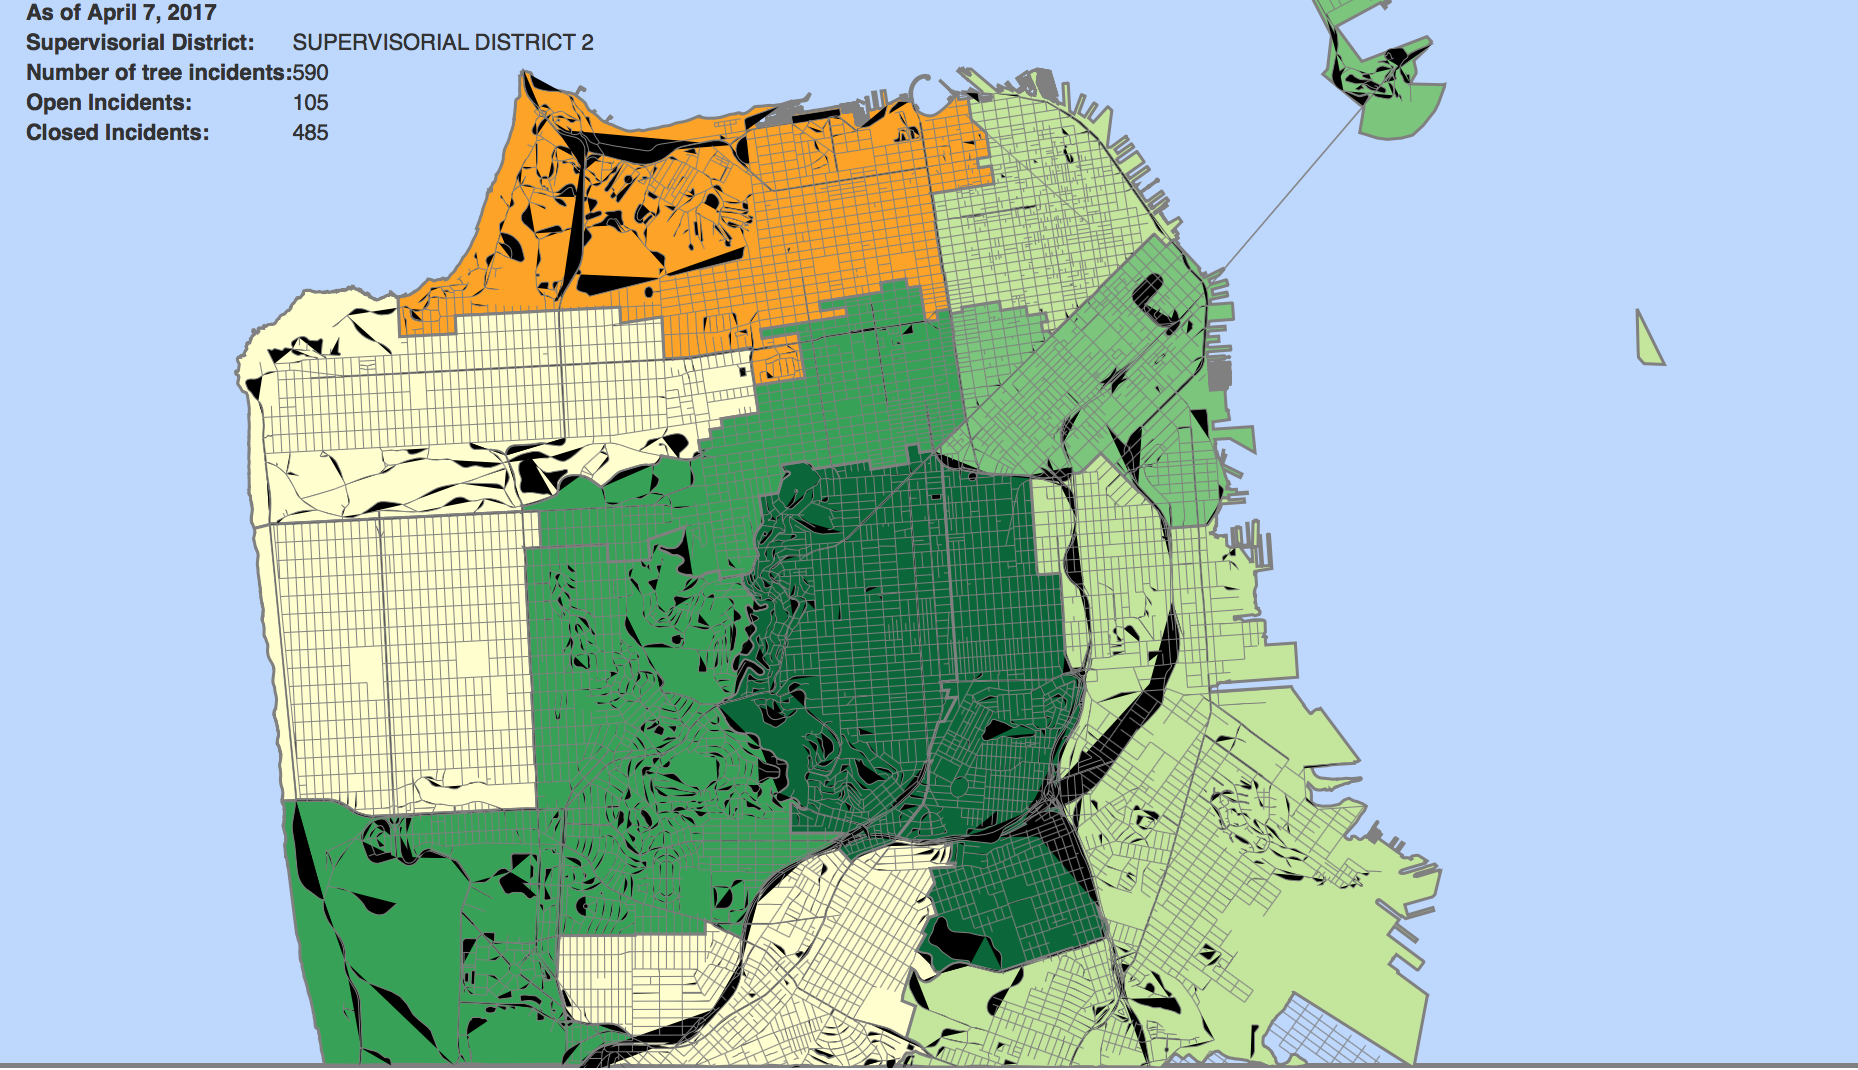 As of April 7, 2017
Supervisorial District: SUPERVISORIAL DISTRICT 2
Number of tree incidents:590
Open Incidents: 105
Closed Incidents: 485